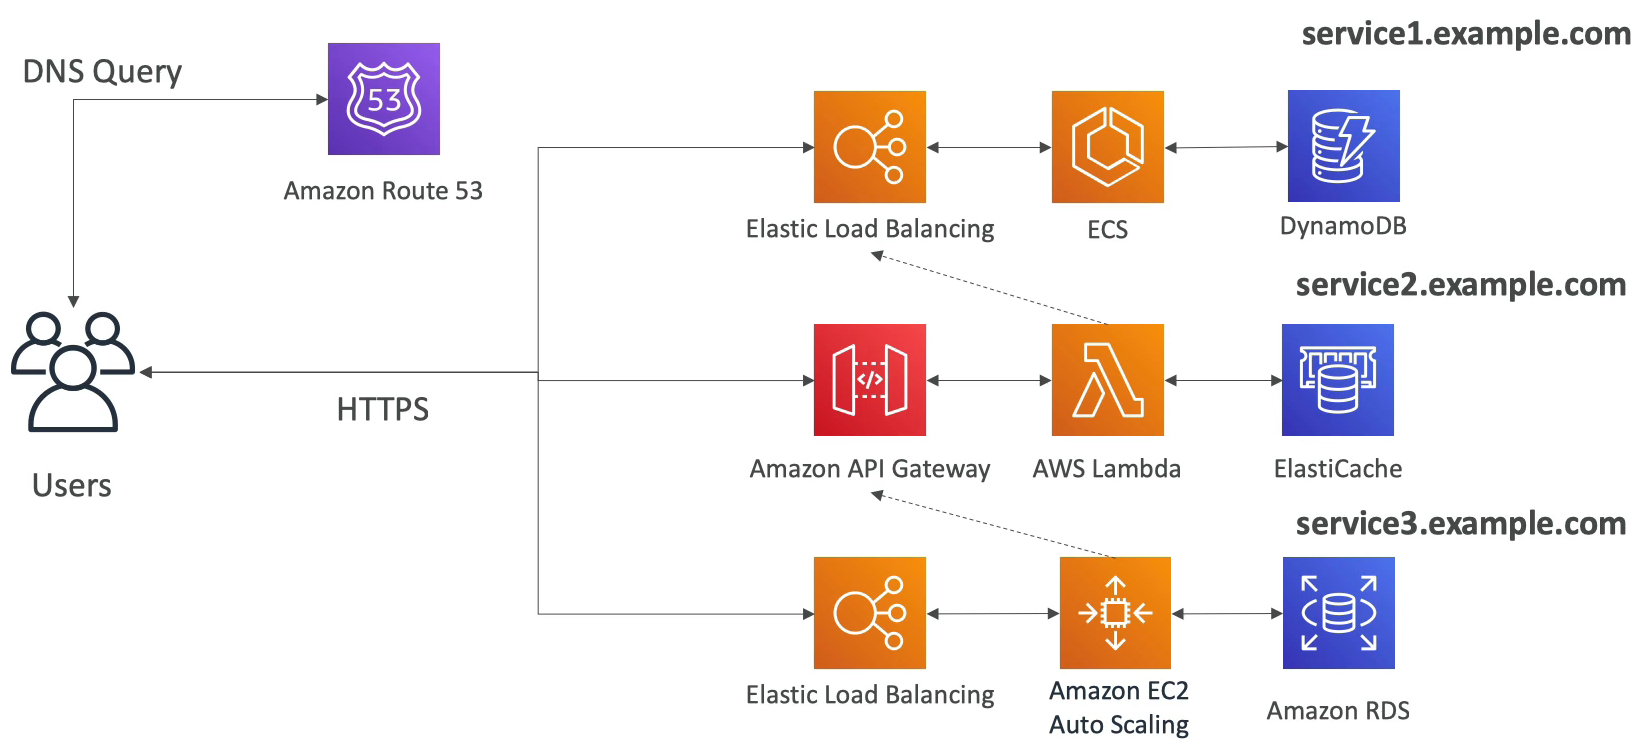 service1.example.com
DNS Query
53
Amazon Route 53
Elastic Load Balancing
ECS
DynamoDB
service2.example.com
HTTPS
</>
Amazon API Gateway
AWS Lambda
ElastiCache
Users
service3.example.com
Elastic Load Balancing
Amazon EC2
Auto Scaling
Amazon RDS